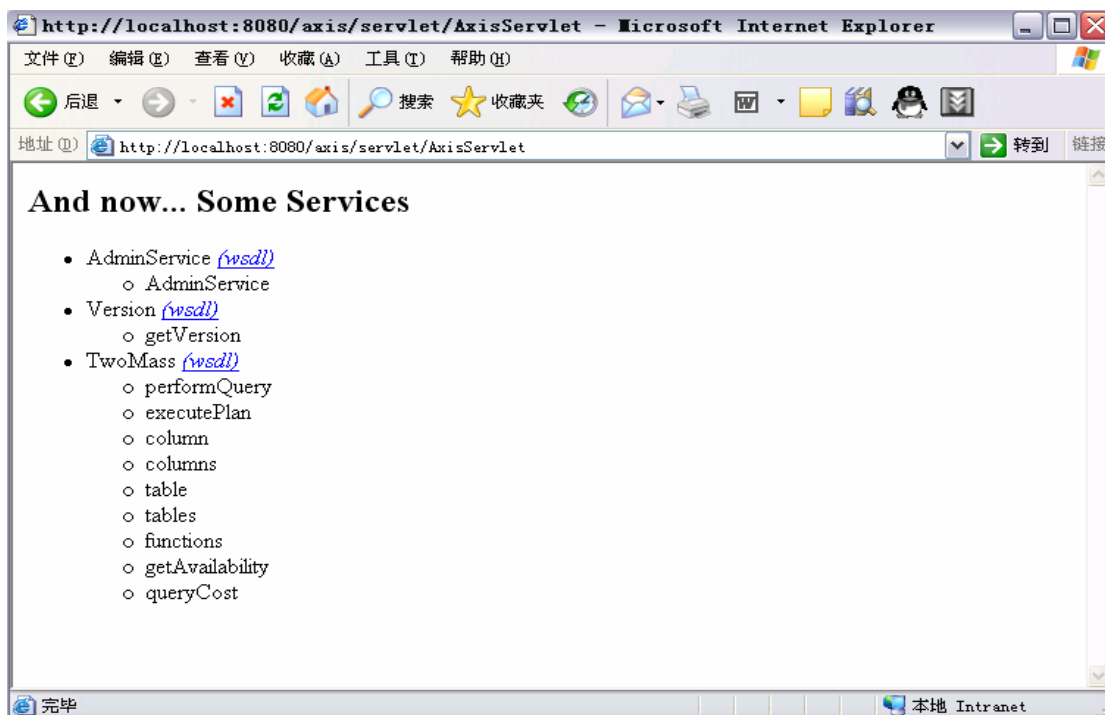 http://localhost:8080/axis/servlet/AxisServlet - Microsoft Internet Explorer
文件(F) 编辑(E) 查看(V) 收藏(A) 工具(T) 帮助(H)
后退 搜索 收藏夹
地址(D) http://localhost:8080/axis/servlet/AxisServlet 转到 链接
And now... Some Services
AdminService (wsdl)
AdminService
Version (wsdl)
getVersion
TwoMass (wsdl)
performQuery
executePlan
column
columns
table
tables
functions
getAvailability
queryCost
完毕 本地 Intranet